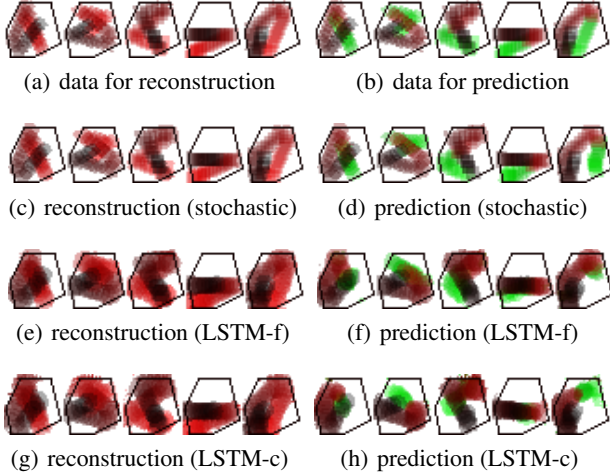 (a) data for reconstruction
(b) data for prediction
(c) reconstruction (stochastic)
(d) prediction (stochastic)
(e) reconstruction (LSTM-f)
(f) prediction (LSTM-f)
(g) reconstruction (LSTM-c)
(h) prediction (LSTM-c)